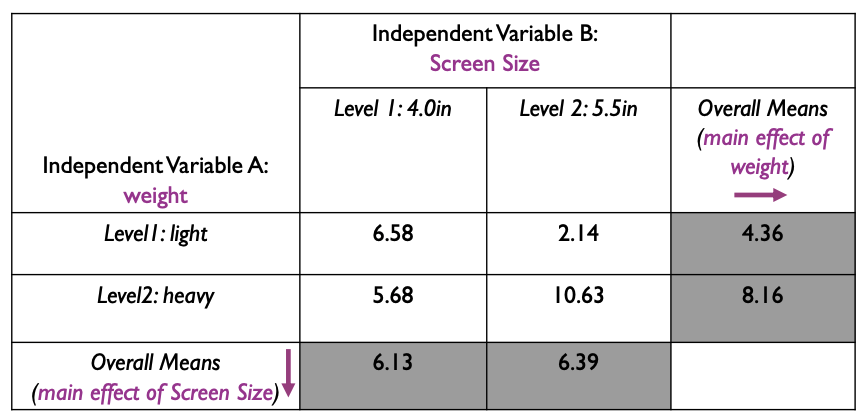 Independent Variable B:
Screen Size
Level 1: 4.0in
Level 2: 5.5in
Overall Means
(main effect of
weight)
Independent Variable A:
weight
Level1: light
6.58
2.14
4.36
Level2: heavy
5.68
10.63
8.16
Overall Means
(main effect of Screen Size)
6.13
6.39